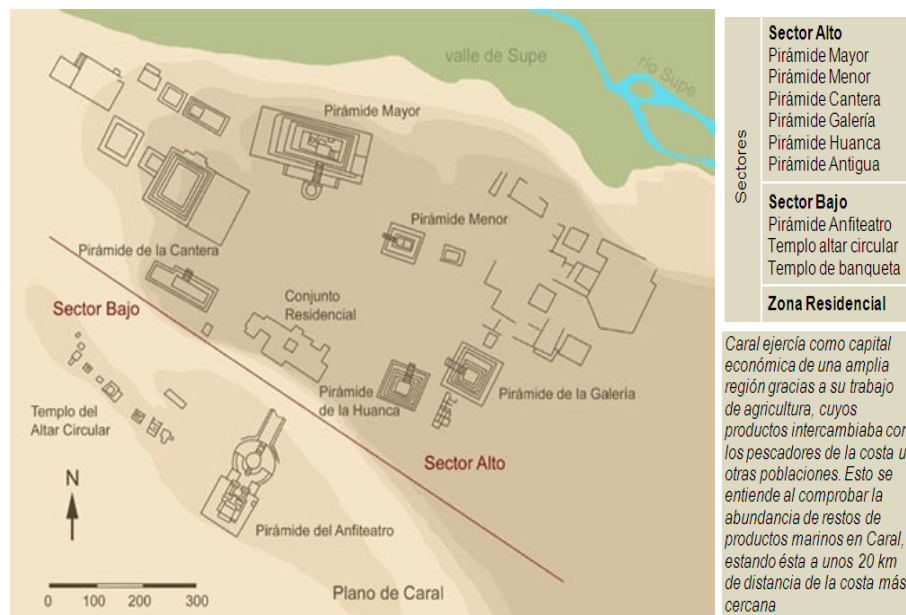 valle de Supe
río Supe
Pirámide Mayor
Pirámide Menor
Pirámide de la Cantera
Sector Bajo
Conjunto
Residencial
Pirámide
de la Huanca
Pirámide de la Galería
Templo del
Altar Circular
Sector Alto
N
Pirámide del Anfiteatro
0 100 200 300
Plano de Caral
Sectores
Sector Alto
Pirámide Mayor
Pirámide Menor
Pirámide Cantera
Pirámide Galería
Pirámide Huanca
Pirámide Antigua
Sector Bajo
Pirámide Anfiteatro
Templo altar circular
Templo de banqueta
Zona Residencial
Caral ejercía como capital
económica de una amplia
región gracias a su trabajo
de agricultura, cuyos
productos intercambiaba con
los pescadores de la costa u
otras poblaciones. Esto se
entiende al comprobar la
abundancia de restos de
productos marinos en Caral,
estando ésta a unos 20 km
de distancia de la costa más
cercana